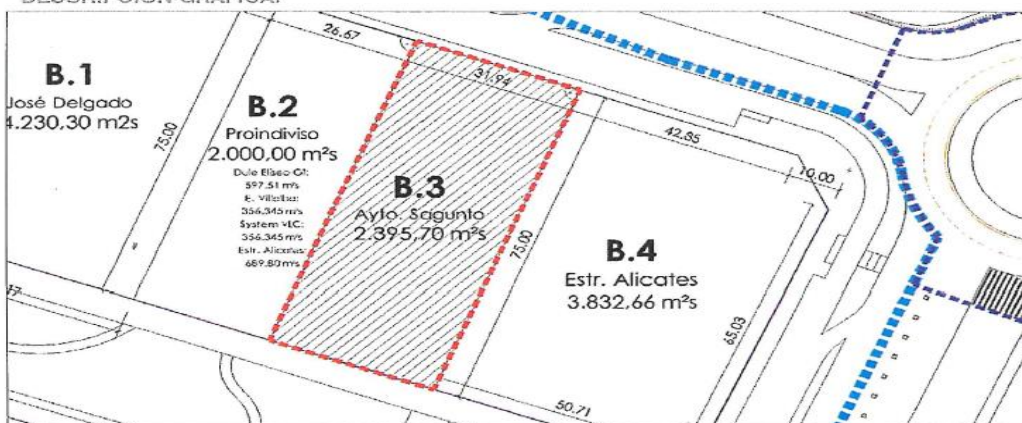 DESCRIPCIÓN GRÁFICA:
B.1
José Delgado
4.230,30 m2s
75.00
26.67
B.2
Proindiviso
2.000,00 m²s
597.51 m²s
E. Villalba:
356.345 m²s
System VLC:
356.345 m²s
Estr. Alicates:
689.80 m²s
31.94
B.3
Ayto. Sagunto
2.395,70 m²s
75.00
42.85
10.00
B.4
Estr. Alicates
3.832,66 m²s
65.03
50.71